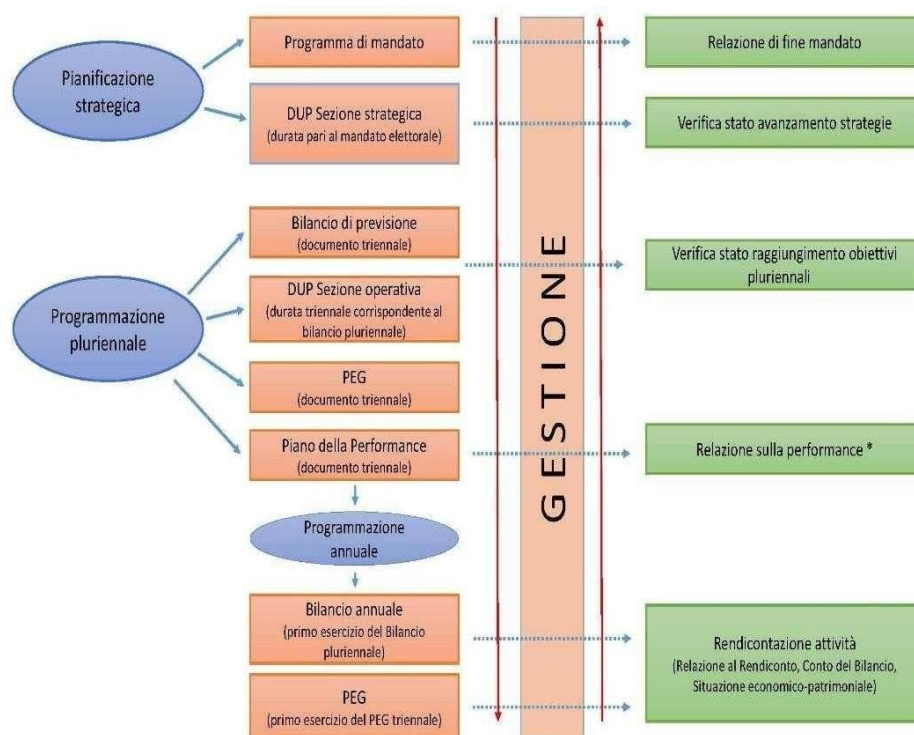 Pianificazione
strategica
Programma di mandato
Relazione di fine mandato
DUP Sezione strategica
(durata pari al mandato elettorale)
Verifica stato avanzamento strategie
Programmazione
pluriennale
Bilancio di previsione
(documento triennale)
DUP Sezione operativa
(durata triennale corrispondente al
bilancio pluriennale)
PEG
(documento triennale)
Piano della Performance
(documento triennale)
GESTIONE
Verifica stato raggiungimento obiettivi
pluriennali
Relazione sulla performance *
Programmazione
annuale
Bilancio annuale
(primo esercizio del Bilancio
pluriennale)
PEG
(primo esercizio del PEG triennale)
Rendicontazione attività
(Relazione al Rendiconto, Conto del Bilancio,
Situazione economico-patrimoniale)